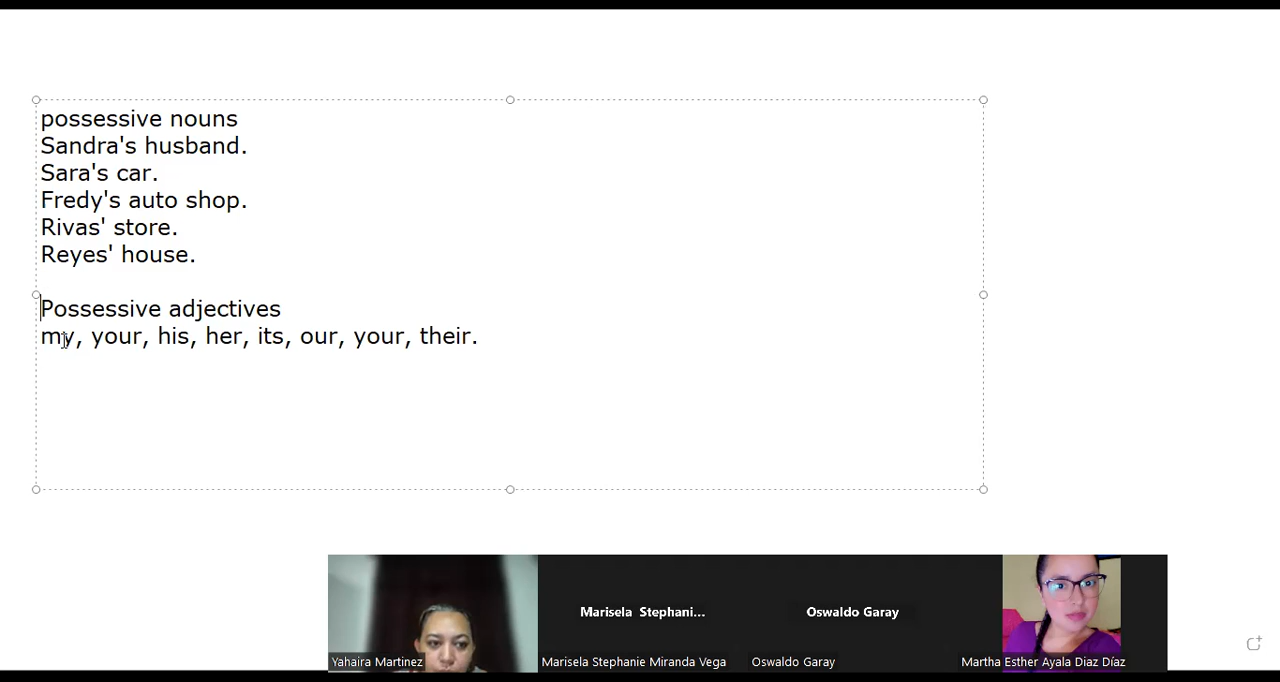 possessive nouns
Sandra's husband.
Sara's car.
Fredy's auto shop.
Rivas' store.
Reyes' house.
Possessive adjectives
my, your, his, her, its, our, your, their.
Marisela Stephani...
Oswaldo Garay
Yahaira Martinez
Marisela Stephanie Miranda Vega
Oswaldo Garay
Martha Esther Ayala Diaz Díaz